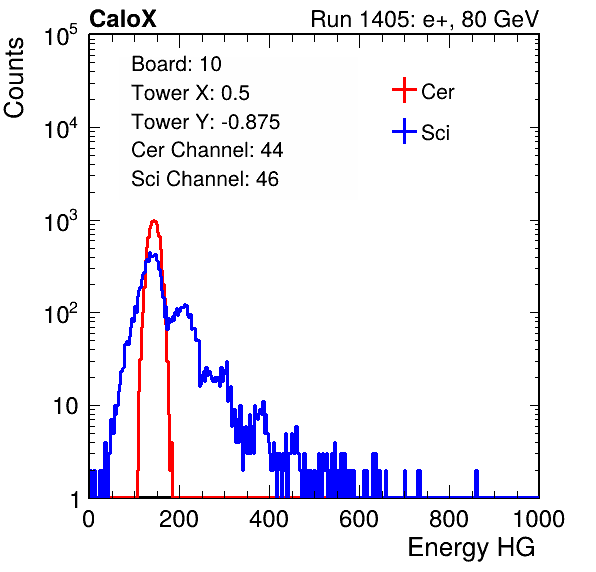 CaloX Run 1405: e+, 80 GeV
Board: 10
Tower X: 0.5
Tower Y: -0.875
Cer Channel: 44
Sci Channel: 46
Cer
Sci
Counts
10^5
10^4
10^3
10^2
10
1
0 200 400 600 800 1000
Energy HG